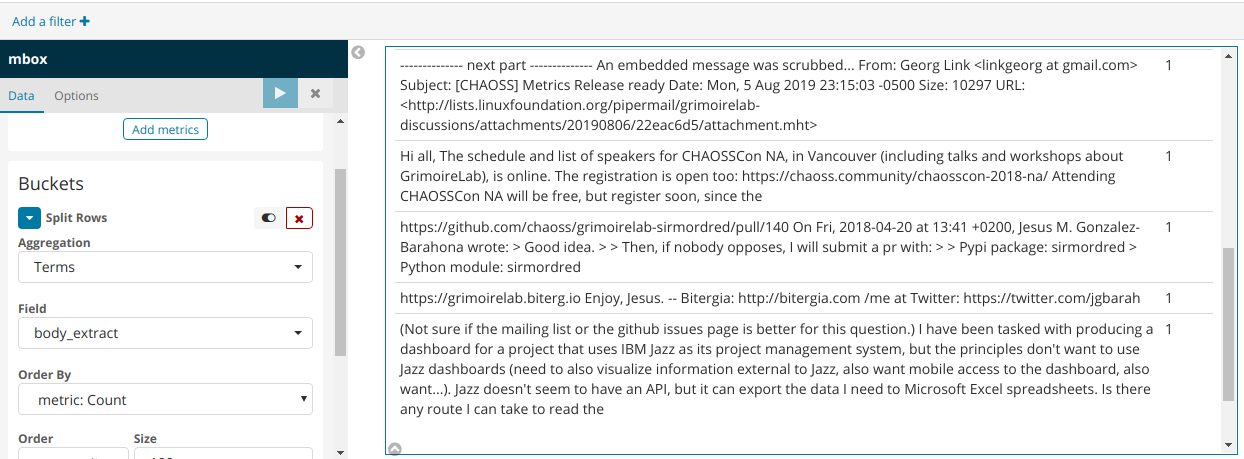 Add a filter +
mbox
Data Options
Add metrics
Buckets
Split Rows
Aggregation
Terms
Field
body_extract
Order By
metric: Count
Order Size
-------------- next part -------------- An embedded message was scrubbed... From: Georg Link <linkgeorg at gmail.com> 1
Subject: [CHAOSS] Metrics Release ready Date: Mon, 5 Aug 2019 23:15:03 -0500 Size: 10297 URL:
<http://lists.linuxfoundation.org/pipermail/grimoirelab-
discussions/attachments/20190806/22eac6d5/attachment.mht>
Hi all, The schedule and list of speakers for CHAOSSCon NA, in Vancouver (including talks and workshops about 1
GrimoireLab), is online. The registration is open too: https://chaoss.community/chaosscon-2018-na/ Attending
CHAOSSCon NA will be free, but register soon, since the
https://github.com/chaoss/grimoirelab-sirmordred/pull/140 On Fri, 2018-04-20 at 13:41 +0200, Jesus M. Gonzalez- 1
Barahona wrote: > Good idea. > > Then, if nobody opposes, I will submit a pr with: > > Pypi package: sirmordred >
Python module: sirmordred
https://grimoirelab.biterg.io Enjoy, Jesus. -- Bitergia: http://bitergia.com /me at Twitter: https://twitter.com/jgbarah 1
(Not sure if the mailing list or the github issues page is better for this question.) I have been tasked with producing a 1
dashboard for a project that uses IBM Jazz as its project management system, but the principles don't want to use
Jazz dashboards (need to also visualize information external to Jazz, also want mobile access to the dashboard, also
want...). Jazz doesn't seem to have an API, but it can export the data I need to Microsoft Excel spreadsheets. Is there
any route I can take to read the